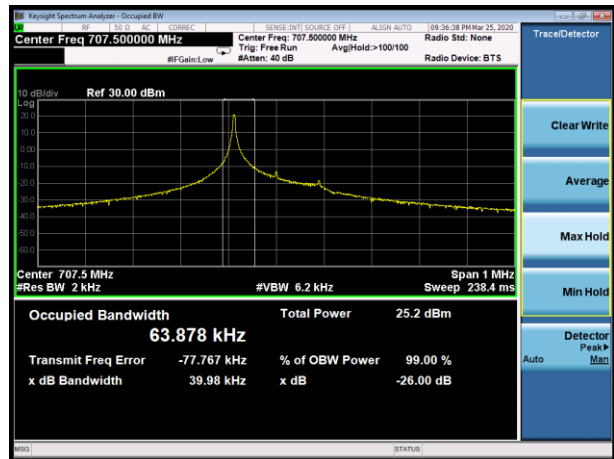 Keysight Spectrum Analyzer - Occupied BW
RF 50 Ω AC CORREC SENSE:INT SOURCE OFF ALIGN AUTO 09:36:38 PM Mar 25, 2020
Center Freq 707.500000 MHz Center Freq: 707.500000 MHz Radio Std: None
Trig: Free Run Avg|Hold:>100/100
#IFGain:Low #Atten: 40 dB Radio Device: BTS
Trace/Detector
10 dB/div Ref 30.00 dBm
Log
20.0
10.0
0.00
-10.0
-20.0
-30.0
-40.0
-50.0
-60.0
Center 707.5 MHz Span 1 MHz
#Res BW 2 kHz #VBW 6.2 kHz Sweep 238.4 ms
Occupied Bandwidth Total Power 25.2 dBm
63.878 kHz
Transmit Freq Error -77.767 kHz % of OBW Power 99.00 %
x dB Bandwidth 39.98 kHz x dB -26.00 dB
Clear Write
Average
Max Hold
Min Hold
Detector
Peak▶
Auto Man
MSG STATUS